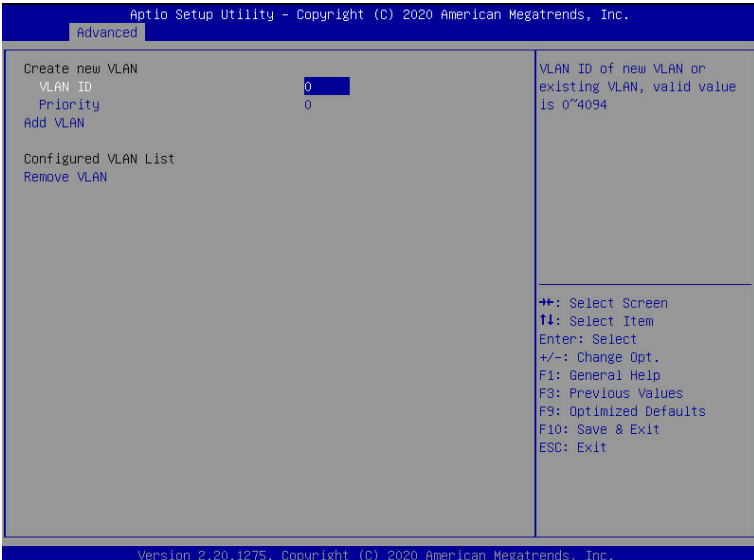 Aptio Setup Utility – Copyright (C) 2020 American Megatrends, Inc.
Advanced
Create new VLAN
VLAN ID 0
Priority 0
Add VLAN
Configured VLAN List
Remove VLAN
VLAN ID of new VLAN or
existing VLAN, valid value
is 0~4094
→←: Select Screen
↑↓: Select Item
Enter: Select
+/-: Change Opt.
F1: General Help
F3: Previous Values
F9: Optimized Defaults
F10: Save & Exit
ESC: Exit
Version 2.20.1275. Copyright (C) 2020 American Megatrends, Inc.